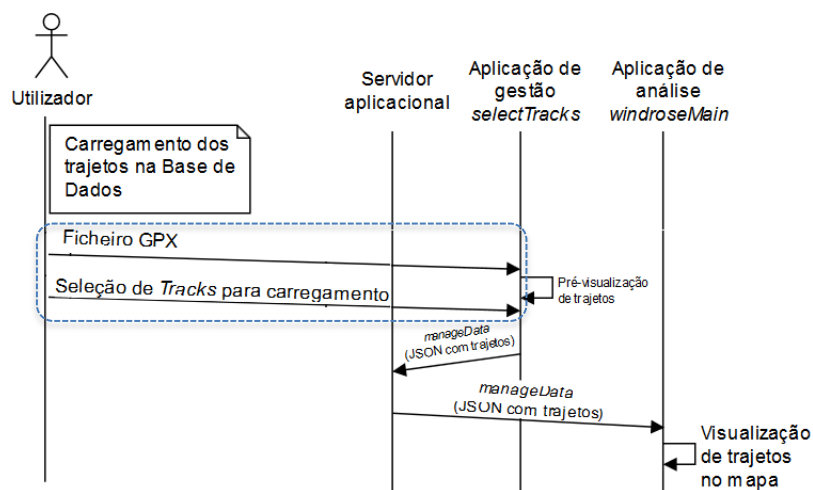 Utilizador
Servidor
aplicacional
Aplicação de
gestão
selectTracks
Aplicação de
análise
windroseMain
Carregamento dos
trajetos na Base de
Dados
Ficheiro GPX
Seleção de Tracks para carregamento
Pré-visualização
de trajetos
manageData
(JSON com trajetos)
manageData
(JSON com trajetos)
Visualização
de trajetos
no mapa